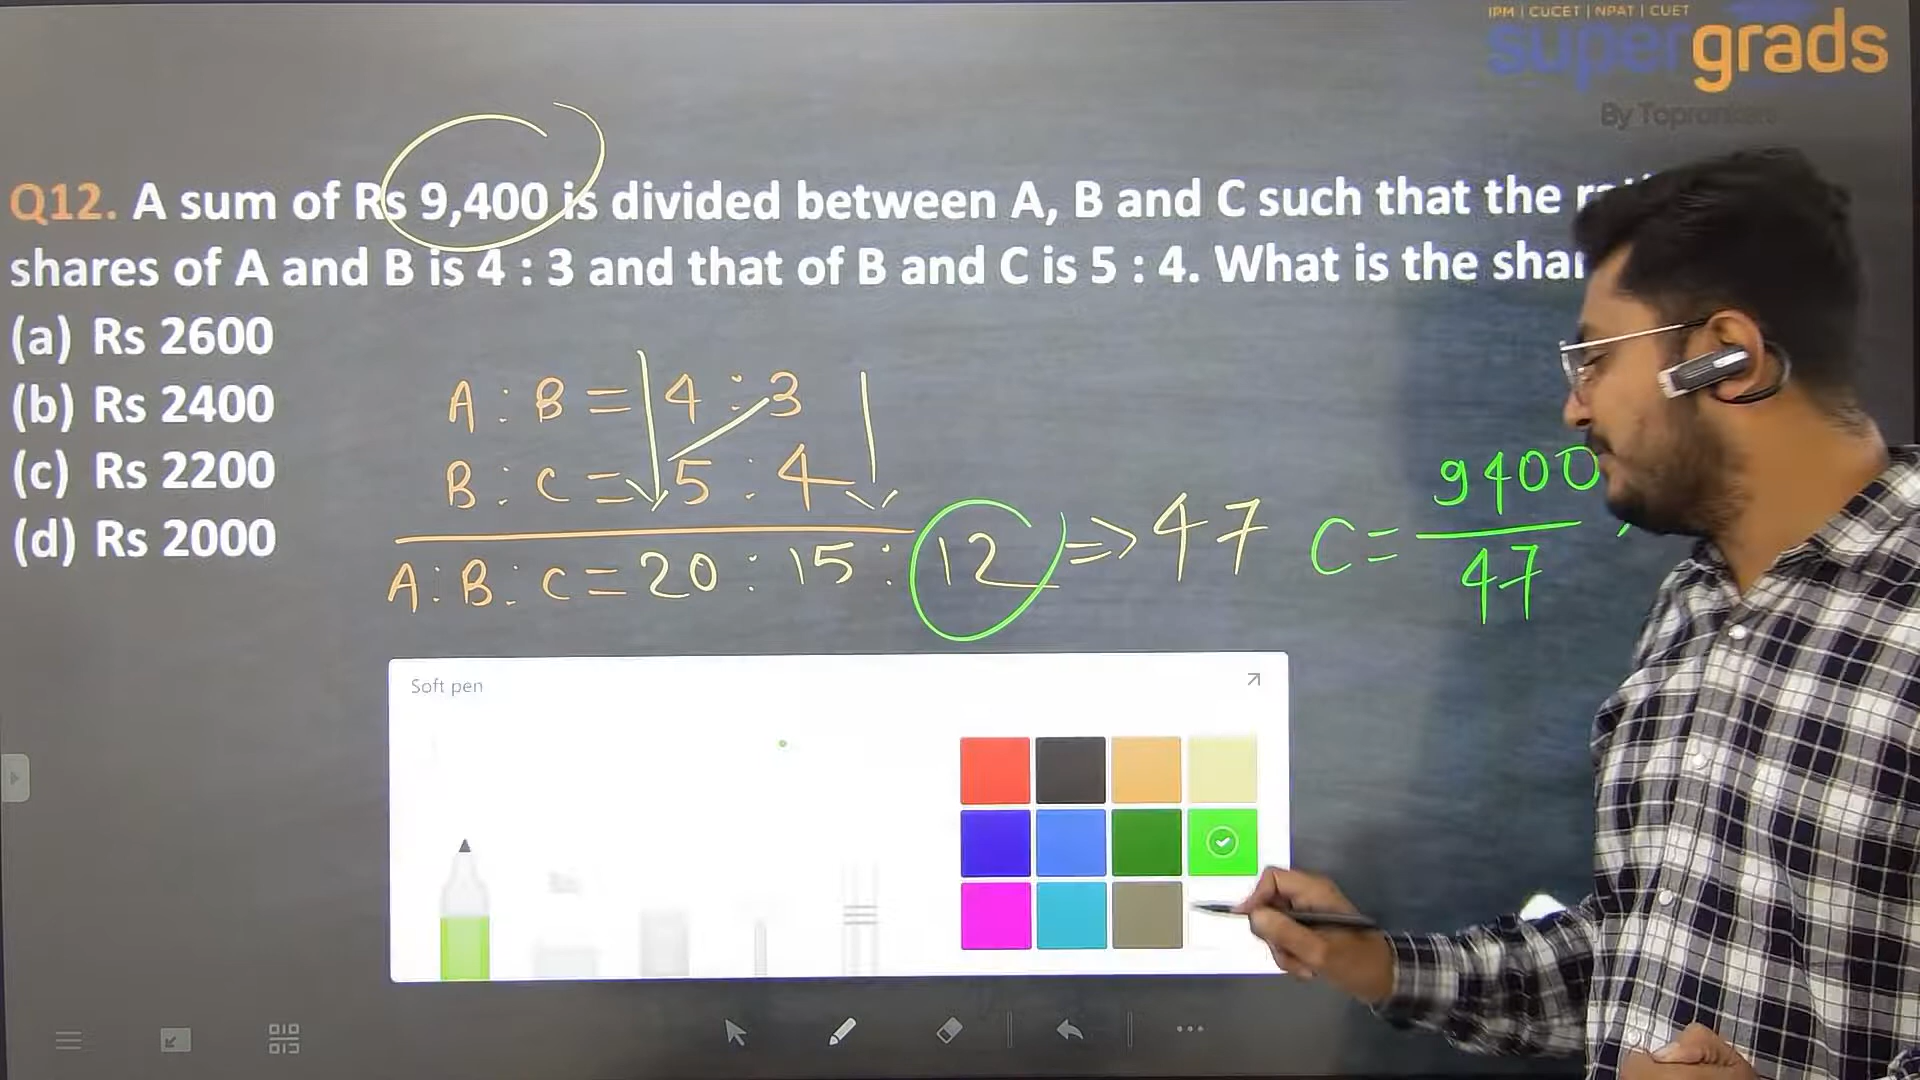 IPM | CUCET | NPAT | CUET
supergrads
By Toprankers
Q12. A sum of Rs 9,400 is divided between A, B and C such that the
shares of A and B is 4 : 3 and that of B and C is 5 : 4. What is the
(a) Rs 2600
(b) Rs 2400
(c) Rs 2200
(d) Rs 2000
A : B = 4 : 3
B : C = 5 : 4
A : B : C = 20 : 15 : 12 => 47
C = 9400
47
Soft pen